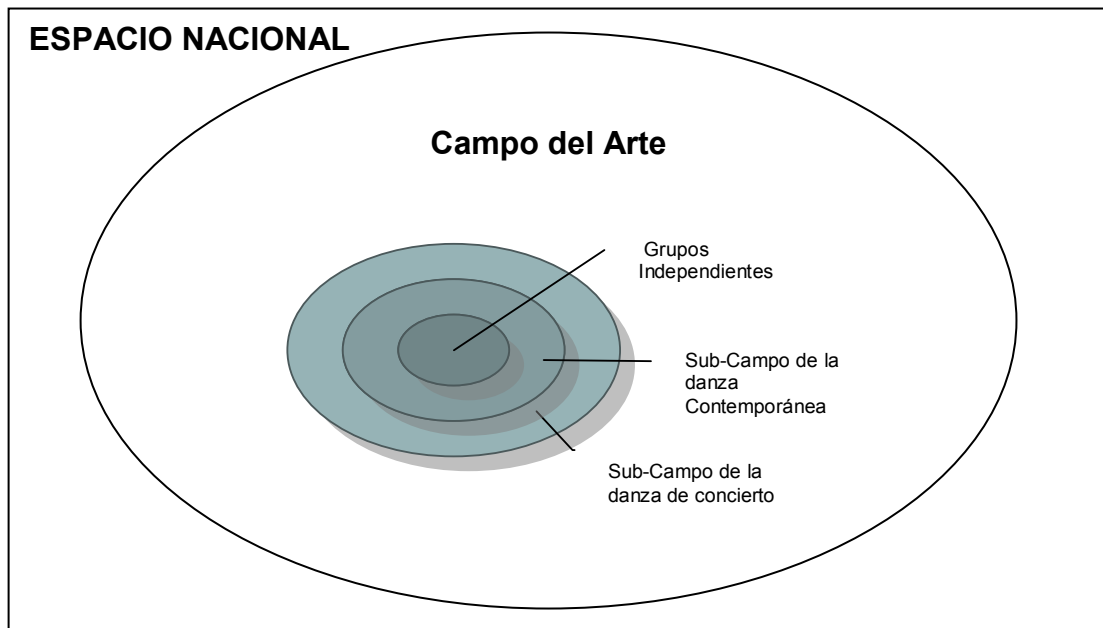 ESPACIO NACIONAL
Campo del Arte
Grupos
Independientes
Sub-Campo de la
danza
Contemporánea
Sub-Campo de la
danza de concierto